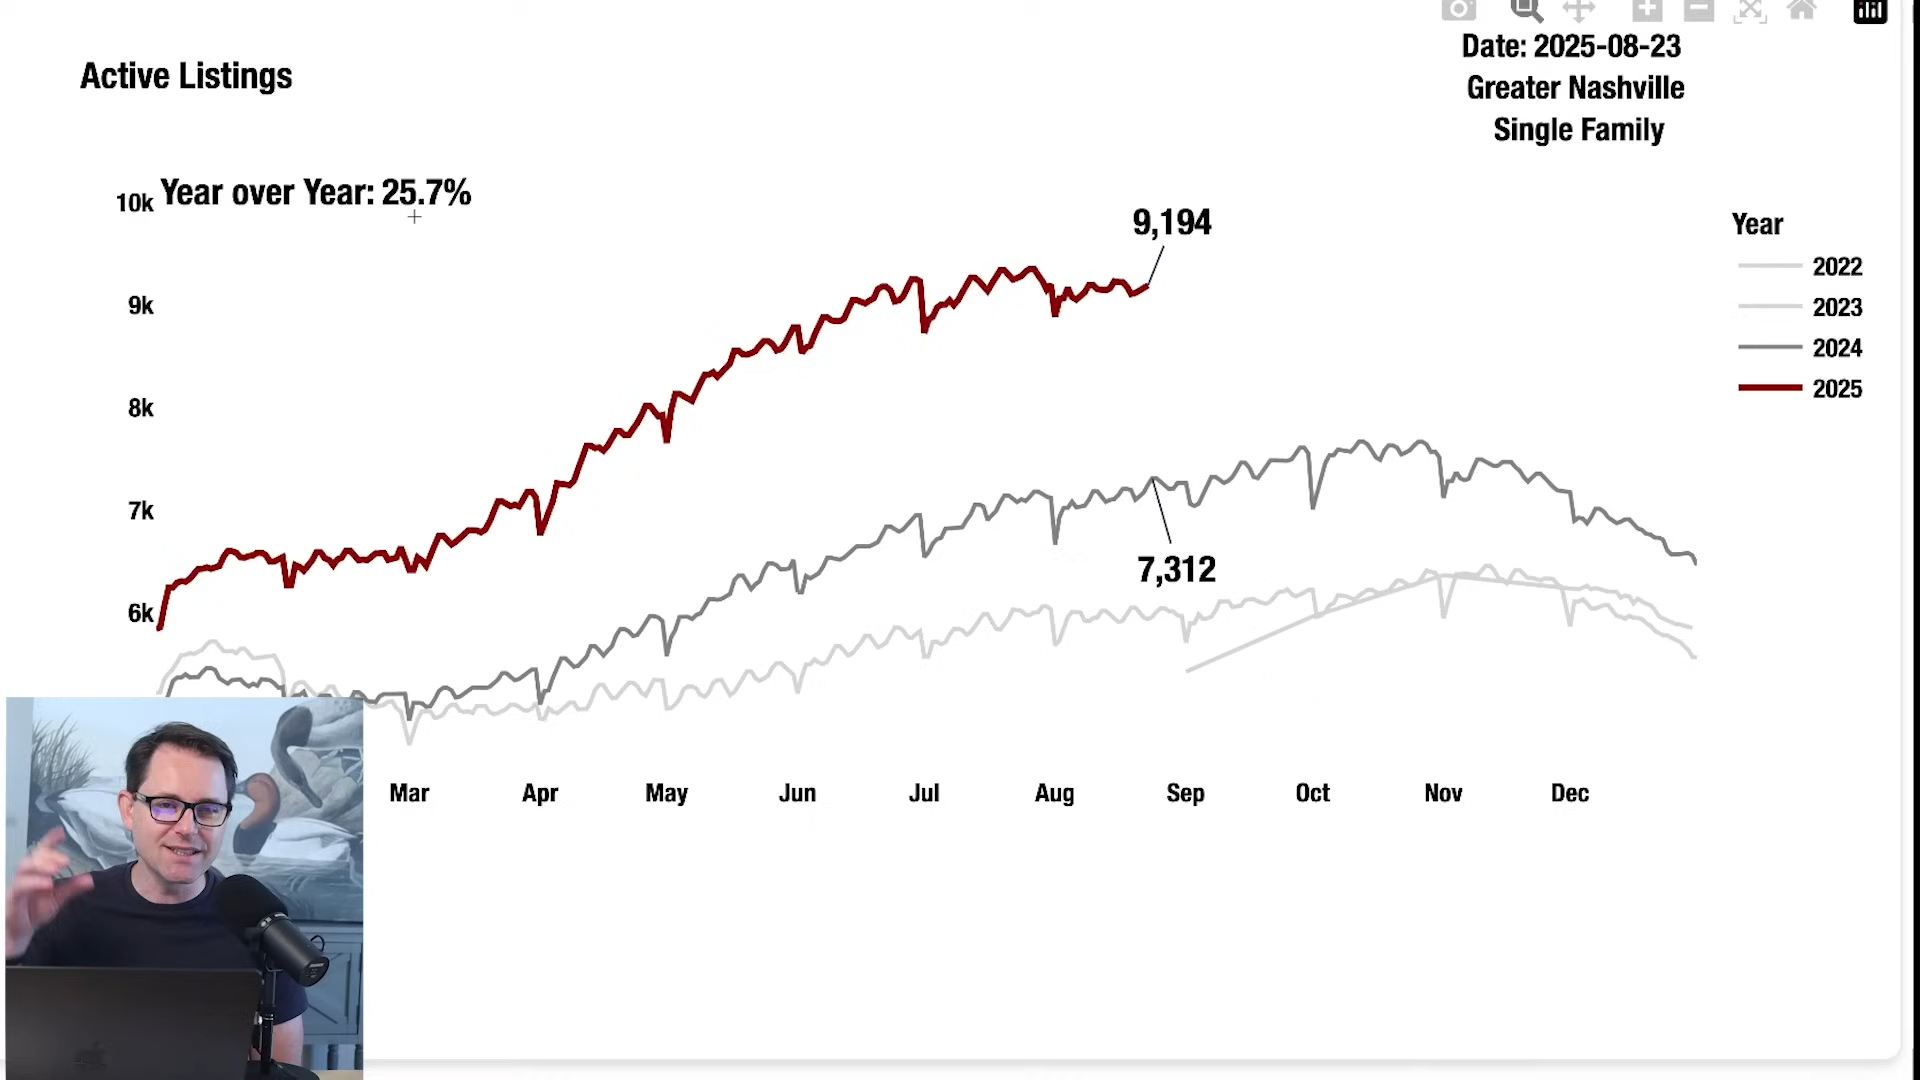 Date: 2025-08-23
Greater Nashville
Single Family
Active Listings
Year over Year: 25.7%
10k
9k
8k
7k
6k
9,194
7,312
Year
2022
2023
2024
2025
Mar
Apr
May
Jun
Jul
Aug
Sep
Oct
Nov
Dec